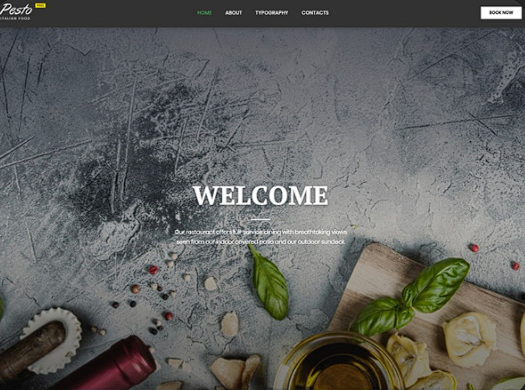 Pesto FREE
ITALIAN FOOD
HOME ABOUT TYPOGRAPHY CONTACTS
BOOK NOW
WELCOME
Our restaurant offers full-service dining with breathtaking views
seen from our indoor covered patio and our outdoor sundeck.